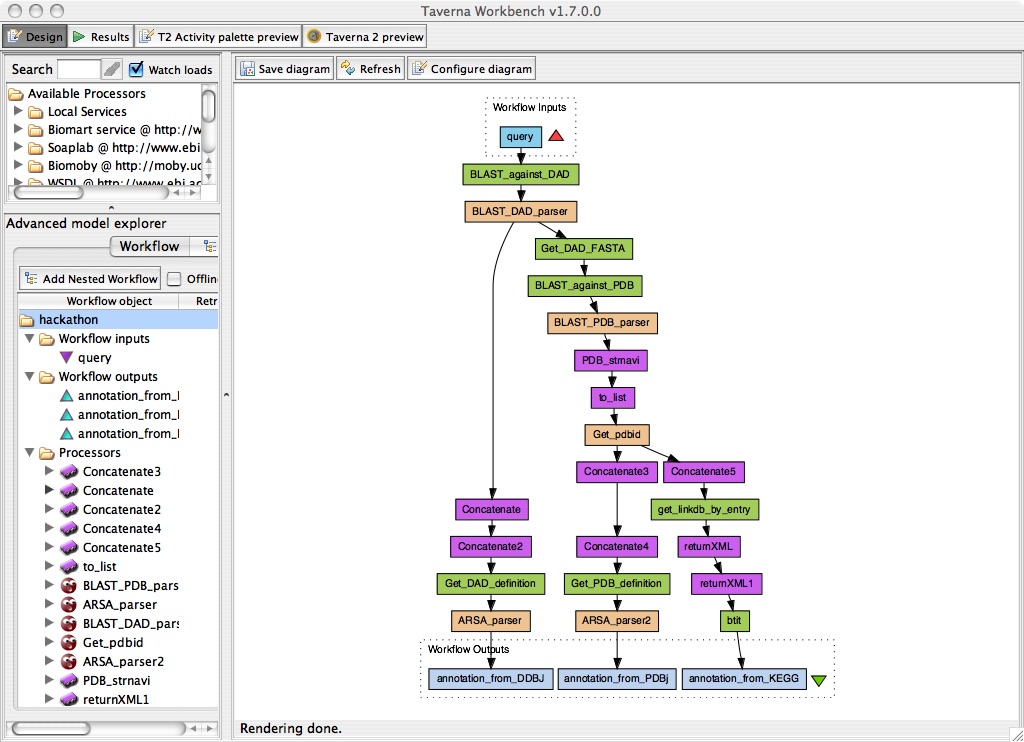 Taverna Workbench v1.7.0.0
Design
Results
T2 Activity palette preview
Taverna 2 preview
Search
Watch loads
Available Processors
Local Services
Biomart service @ http://w
Soaplab @ http://www.ebi
Biomoby @ http://moby.uc
WSDL @ http://www.ebi.ac
Advanced model explorer
Workflow
Add Nested Workflow
Offlin
Workflow object
Retr
hackathon
Workflow inputs
query
Workflow outputs
annotation_from_
annotation_from_
annotation_from_
Processors
Concatenate3
Concatenate
Concatenate2
Concatenate4
Concatenate5
to_list
BLAST_PDB_pars
ARSA_parser
BLAST_DAD_pars
Get_pdbid
ARSA_parser2
PDB_strnavi
returnXML1
Save diagram
Refresh
Configure diagram
Workflow Inputs
query
BLAST_against_DAD
BLAST_DAD_parser
Get_DAD_FASTA
BLAST_against_PDB
BLAST_PDB_parser
PDB_strnavi
to_list
Get_pdbid
Concatenate3
Concatenate5
Concatenate
get_linkdb_by_entry
Concatenate2
Concatenate4
returnXML
Get_DAD_definition
Get_PDB_definition
returnXML1
ARSA_parser
ARSA_parser2
btit
Workflow Outputs
annotation_from_DDBJ
annotation_from_PDBj
annotation_from_KEGG
Rendering done.